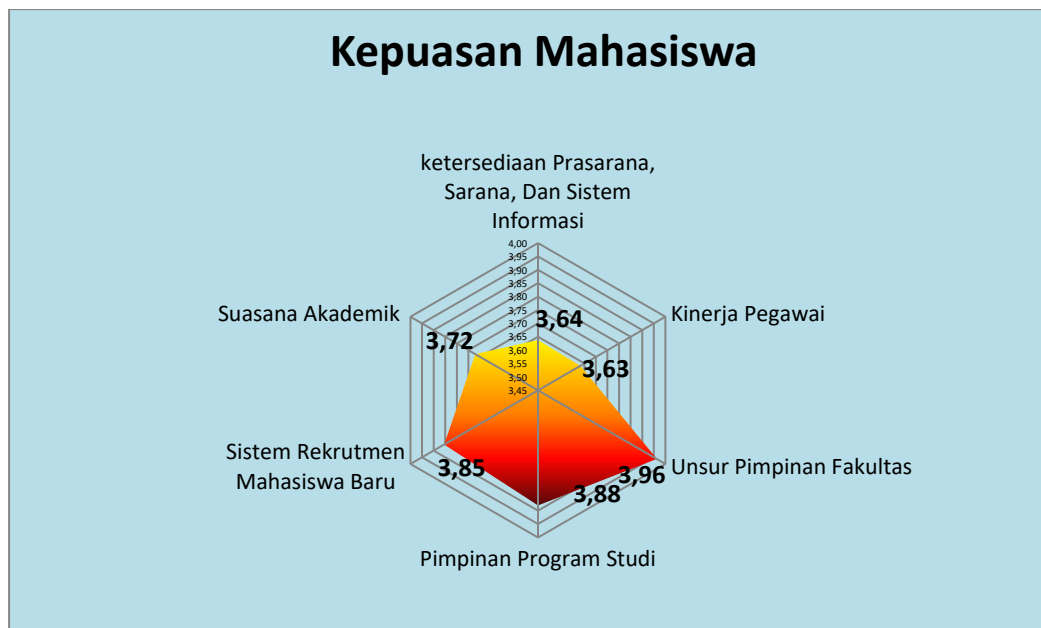 Kepuasan Mahasiswa
ketersediaan Prasarana,
Sarana, Dan Sistem
Informasi
4,00
3,95
3,90
3,85
3,80
3,75
3,70
3,65
3,60
3,55
3,50
3,45
3,64
Kinerja Pegawai
3,63
Unsur Pimpinan Fakultas
3,96
3,88
Pimpinan Program Studi
Sistem Rekrutmen
Mahasiswa Baru
3,85
Suasana Akademik
3,72